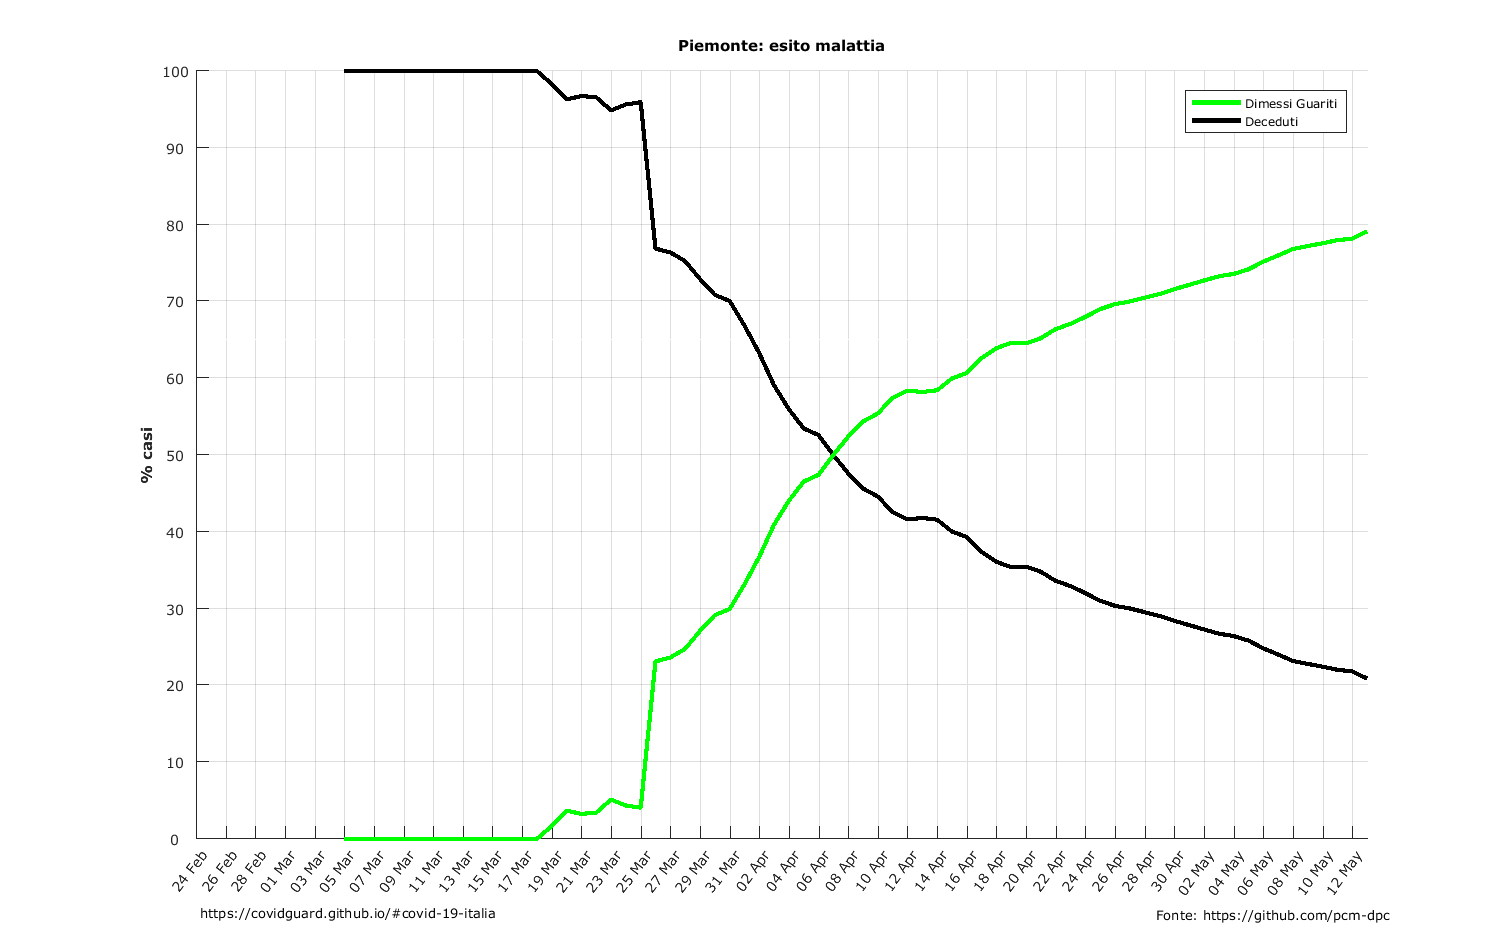 Piemonte: esito malattia
100
90
80
70
60
50
40
30
20
10
0
% casi
Dimessi Guariti
Deceduti
24 Feb
26 Feb
28 Feb
01 Mar
03 Mar
05 Mar
07 Mar
09 Mar
11 Mar
13 Mar
15 Mar
17 Mar
19 Mar
21 Mar
23 Mar
25 Mar
27 Mar
29 Mar
31 Mar
02 Apr
04 Apr
06 Apr
08 Apr
10 Apr
12 Apr
14 Apr
16 Apr
18 Apr
20 Apr
22 Apr
24 Apr
26 Apr
28 Apr
30 Apr
02 May
04 May
06 May
08 May
10 May
12 May
https://covidguard.github.io/#covid-19-italia
Fonte: https://github.com/pcm-dpc